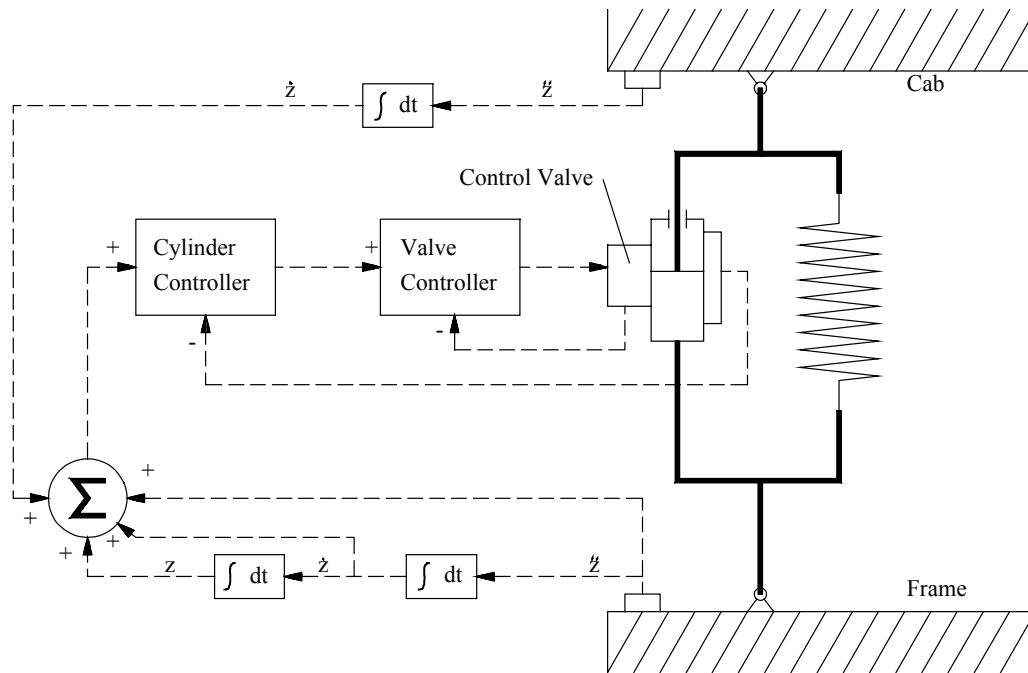 Cab
ż
∫ dt
z̈
Control Valve
+
Cylinder
Controller
+
Valve
Controller
-
-
+
Σ
+
+
+
z
∫ dt
ż
∫ dt
z̈
Frame